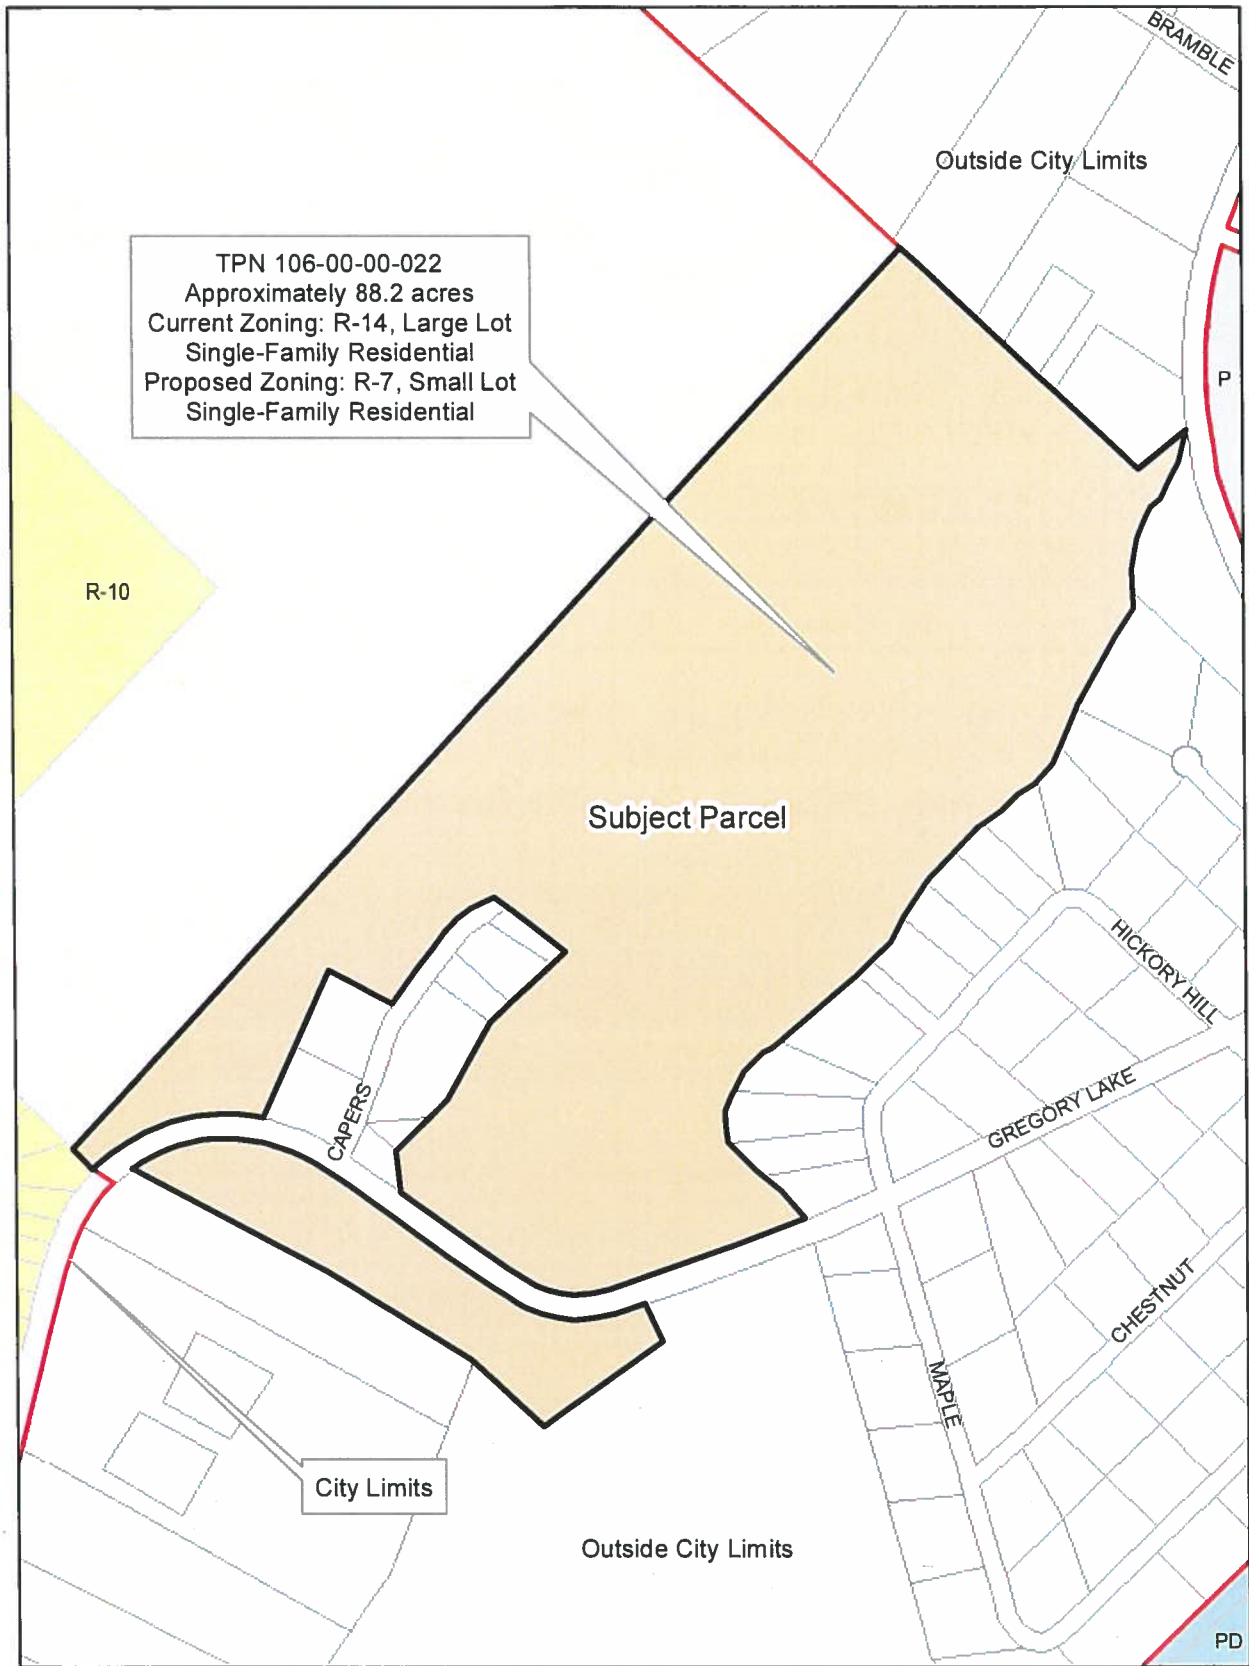 BRAMBLE
Outside City Limits
TPN 106-00-00-022
Approximately 88.2 acres
Current Zoning: R-14, Large Lot
Single-Family Residential
Proposed Zoning: R-7, Small Lot
Single-Family Residential
P
R-10
Subject Parcel
HICKORY HILL
CAPERS
GREGORY LAKE
CHESTNUT
MAPLE
City Limits
Outside City Limits
PD